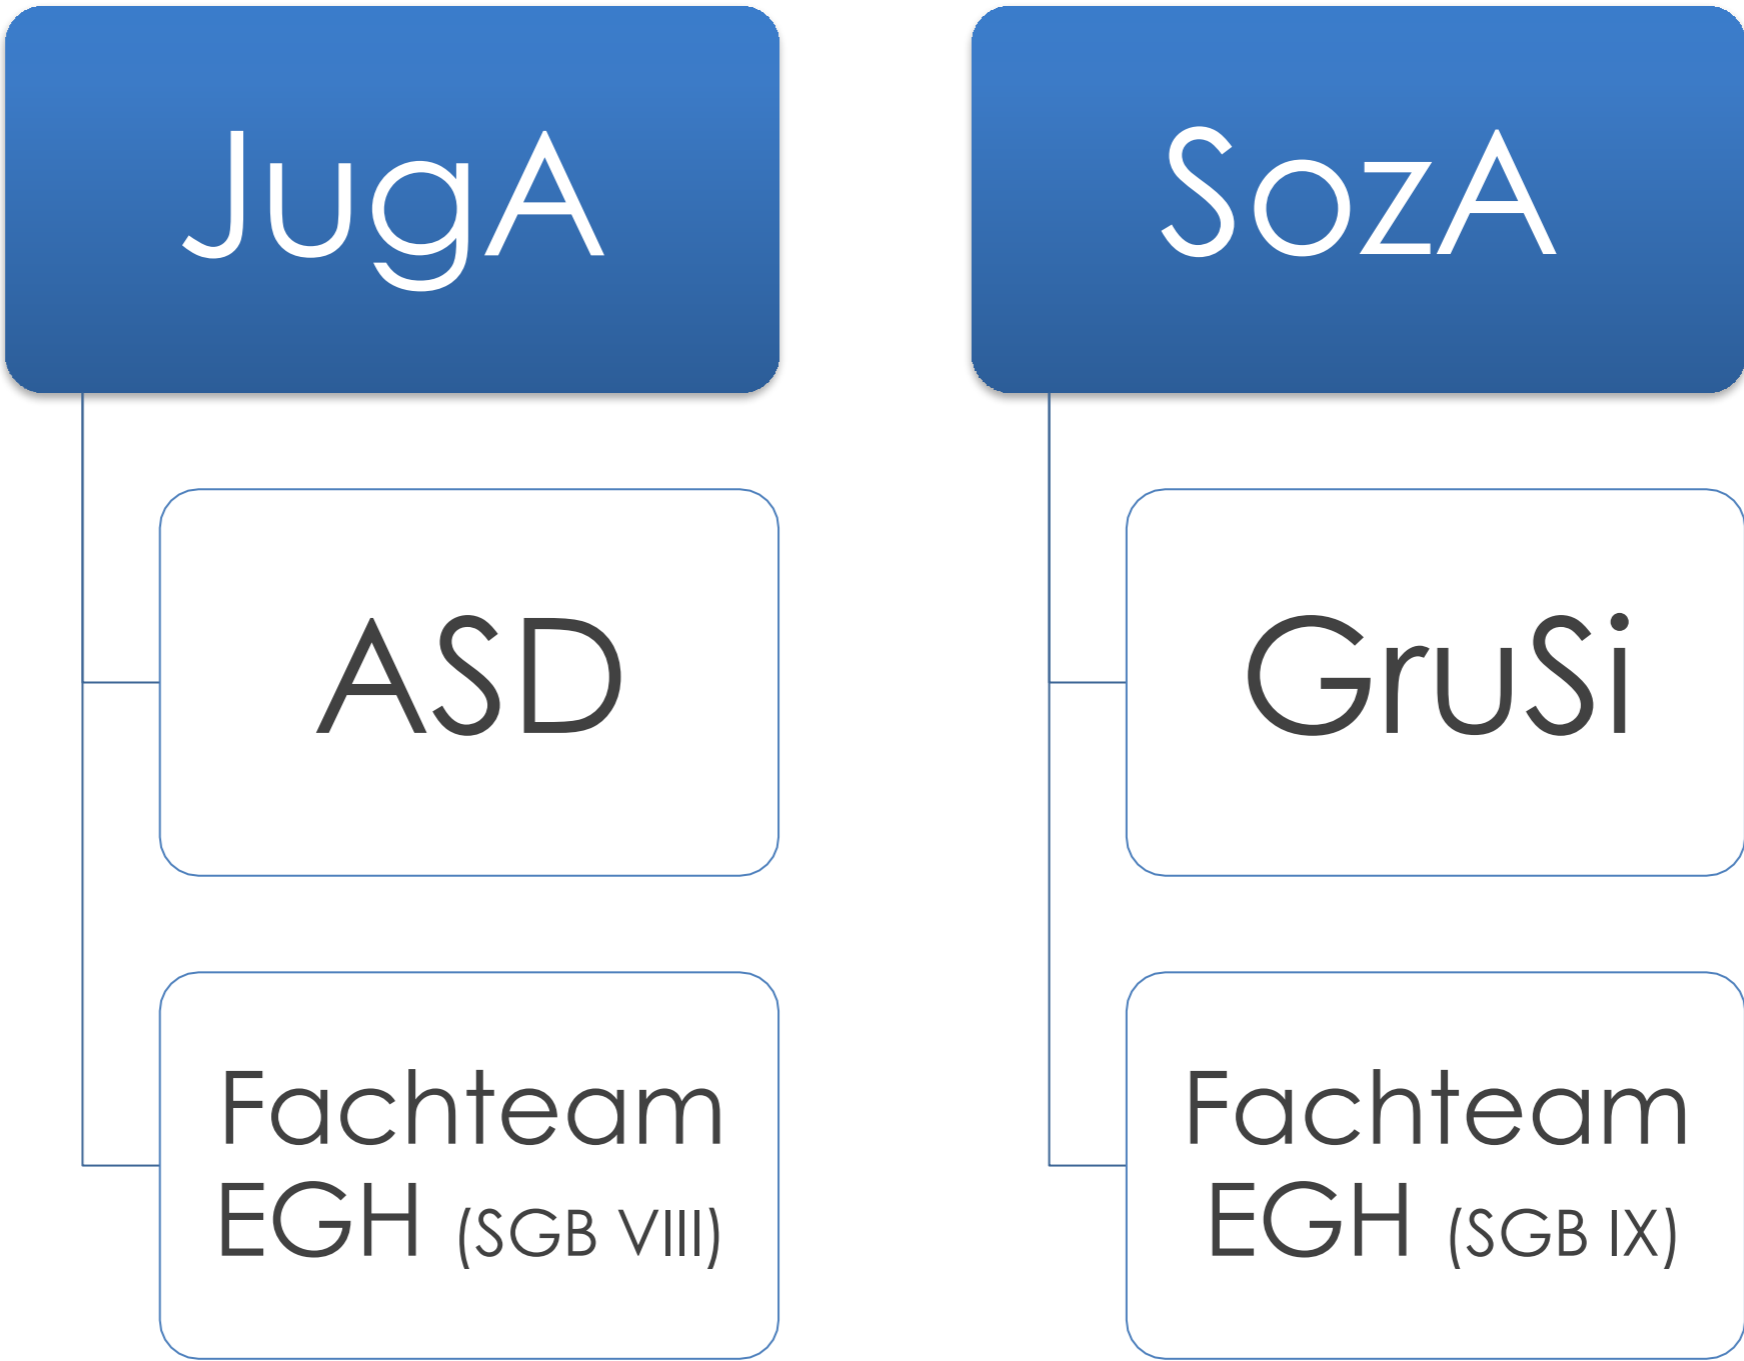 JugA
ASD
Fachteam
EGH (SGB VIII)
SozA
GruSi
Fachteam
EGH (SGB IX)